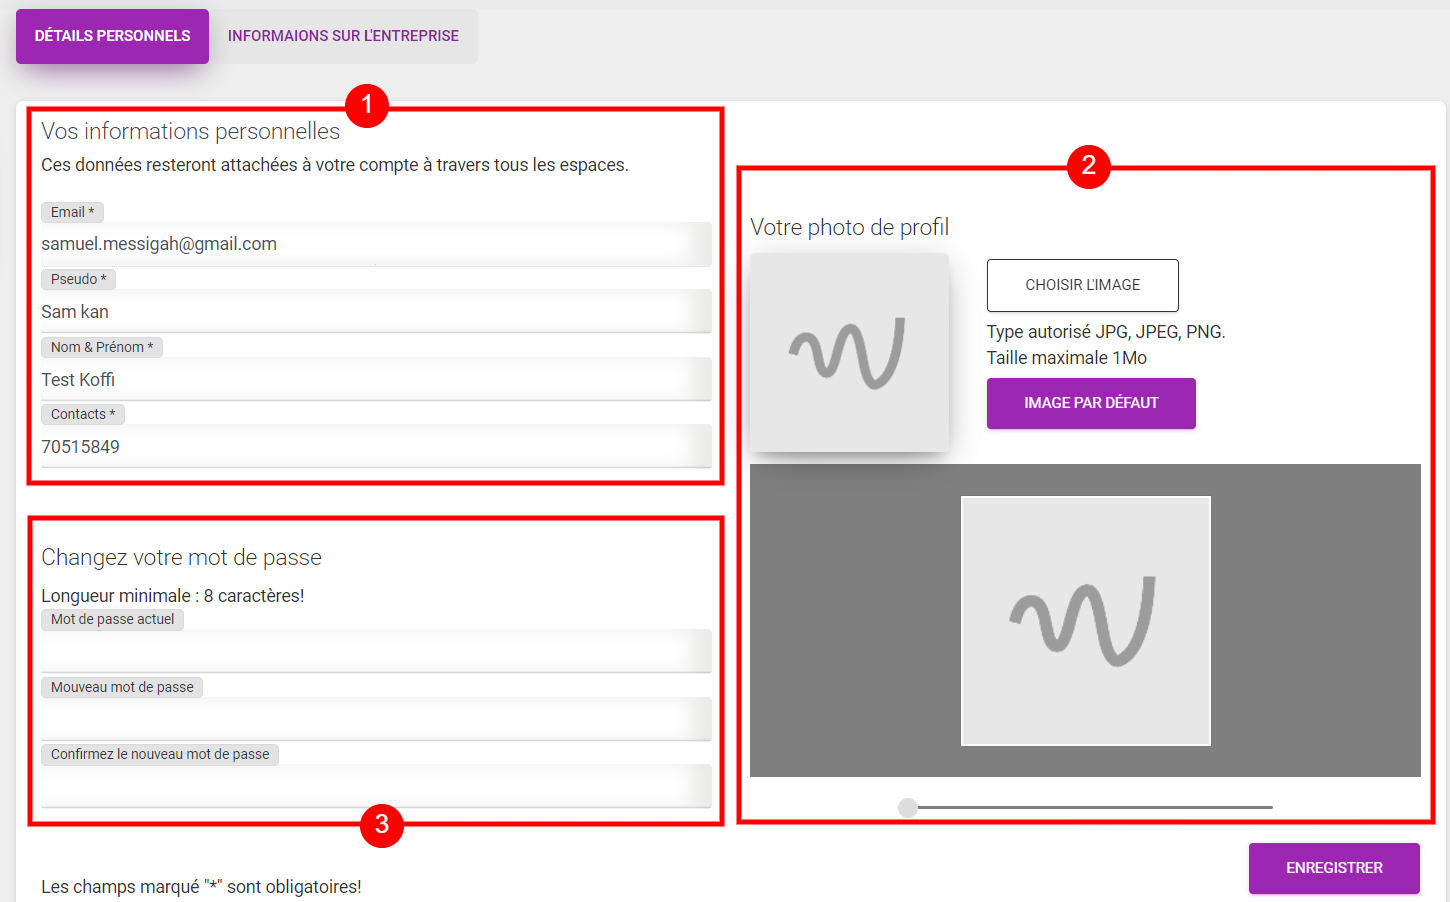 DÉTAILS PERSONNELS
INFORMAIONS SUR L'ENTREPRISE
1
Vos informations personnelles
Ces données resteront attachées à votre compte à travers tous les espaces.
Email *
samuel.messigah@gmail.com
Pseudo *
Sam kan
Nom & Prénom *
Test Koffi
Contacts *
70515849
2
Votre photo de profil
CHOISIR L'IMAGE
Type autorisé JPG, JPEG, PNG.
Taille maximale 1Mo
IMAGE PAR DÉFAUT
Changez votre mot de passe
Longueur minimale : 8 caractères!
Mot de passe actuel
Mouveau mot de passe
Confirmez le nouveau mot de passe
3
Les champs marqué "*" sont obligatoires!
ENREGISTRER